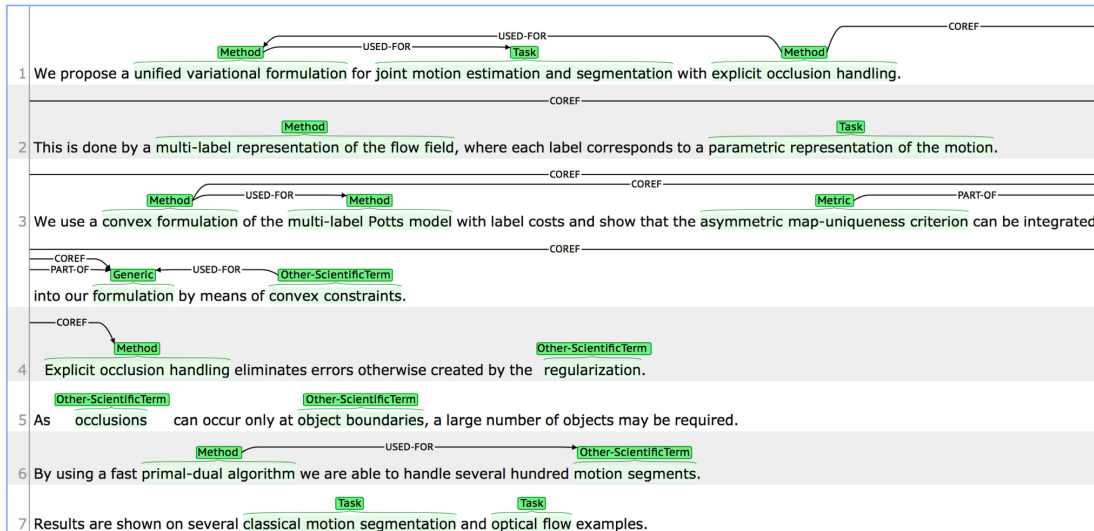 COREF
USED-FOR
Method USED-FOR Task Method
1 We propose a unified variational formulation for joint motion estimation and segmentation with explicit occlusion handling.
COREF
Method Task
2 This is done by a multi-label representation of the flow field, where each label corresponds to a parametric representation of the motion.
COREF
COREF
Method USED-FOR Method Metric PART-OF
3 We use a convex formulation of the multi-label Potts model with label costs and show that the asymmetric map-uniqueness criterion can be integrated
COREF
COREF
PART-OF Generic USED-FOR Other-ScientificTerm
into our formulation by means of convex constraints.
COREF
Method Other-ScientificTerm
4 Explicit occlusion handling eliminates errors otherwise created by the regularization.
Other-ScientificTerm Other-ScientificTerm
5 As occlusions can occur only at object boundaries, a large number of objects may be required.
Method USED-FOR Other-ScientificTerm
6 By using a fast primal-dual algorithm we are able to handle several hundred motion segments.
Task Task
7 Results are shown on several classical motion segmentation and optical flow examples.